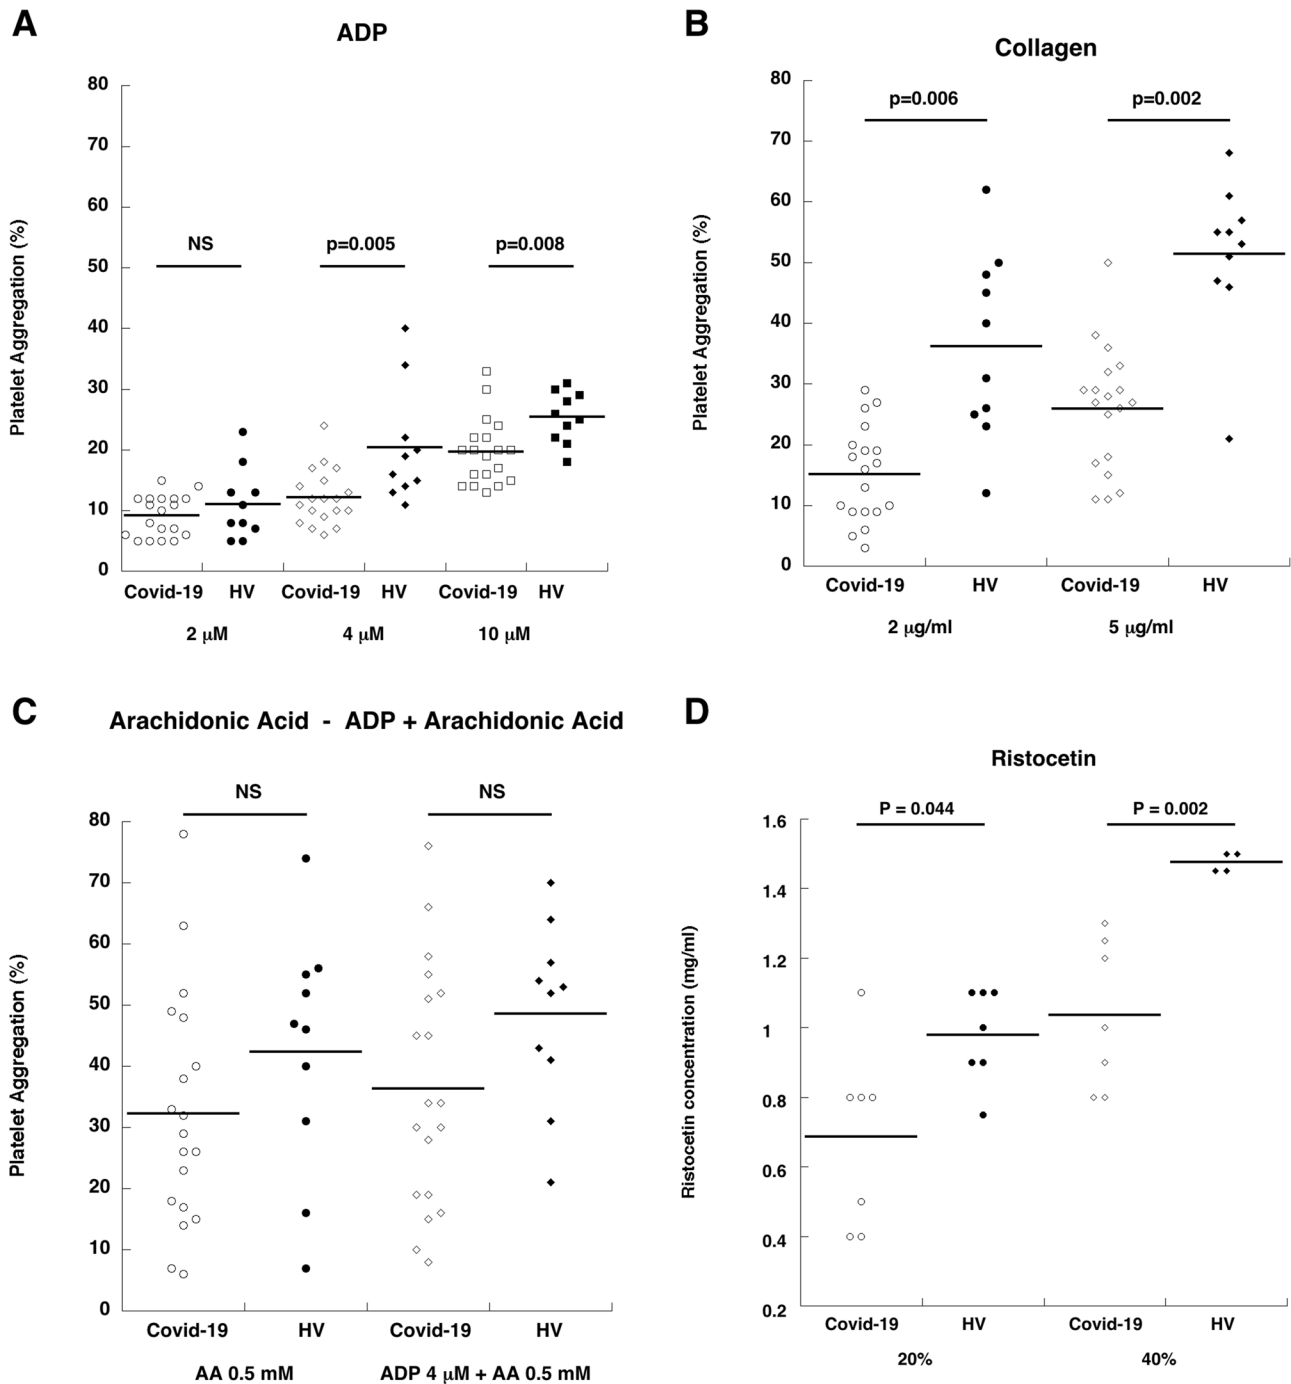 A
ADP
Platelet Aggregation (%)
80
70
60
50
40
30
20
10
0
NS
p=0.005
p=0.008
Covid-19 HV Covid-19 HV Covid-19 HV
2 μM 4 μM 10 μM
B
Collagen
Platelet Aggregation (%)
80
70
60
50
40
30
20
10
0
p=0.006
p=0.002
Covid-19 HV Covid-19 HV
2 μg/ml 5 μg/ml
C
Arachidonic Acid - ADP + Arachidonic Acid
Platelet Aggregation (%)
80
70
60
50
40
30
20
10
0
NS
NS
Covid-19 HV Covid-19 HV
AA 0.5 mM ADP 4 μM + AA 0.5 mM
D
Ristocetin
Ristocetin concentration (mg/ml)
1.6
1.4
1.2
1
0.8
0.6
0.4
0.2
P = 0.044
P = 0.002
Covid-19 HV Covid-19 HV
20% 40%